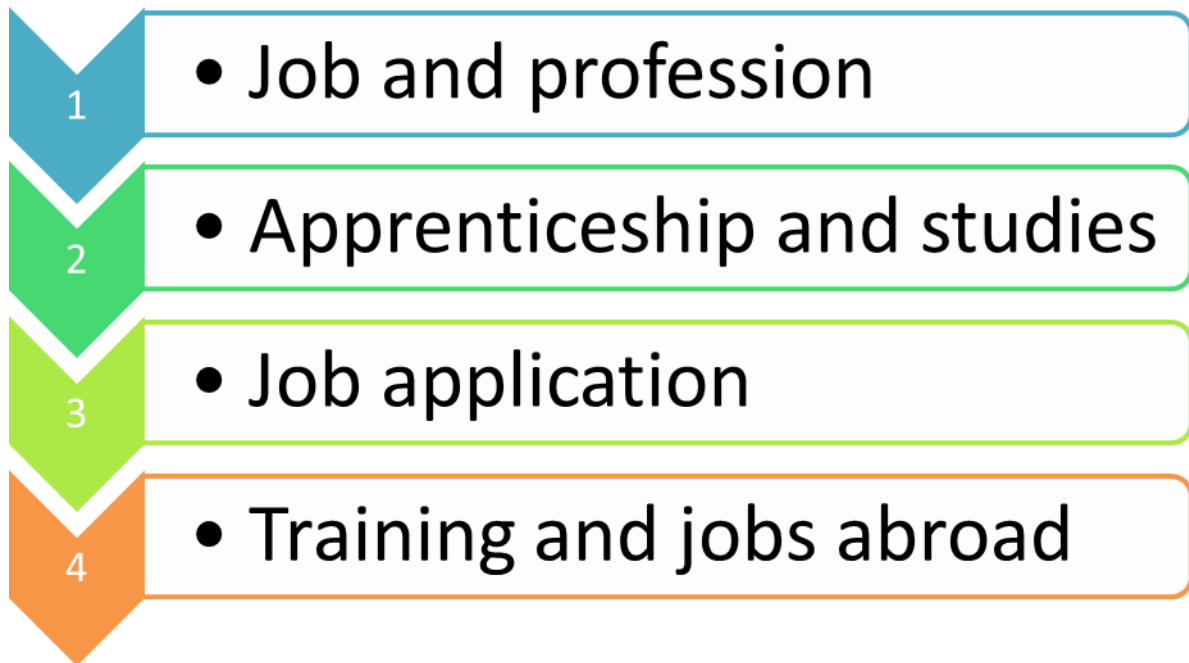 1
• Job and profession
2
• Apprenticeship and studies
3
• Job application
4
• Training and jobs abroad